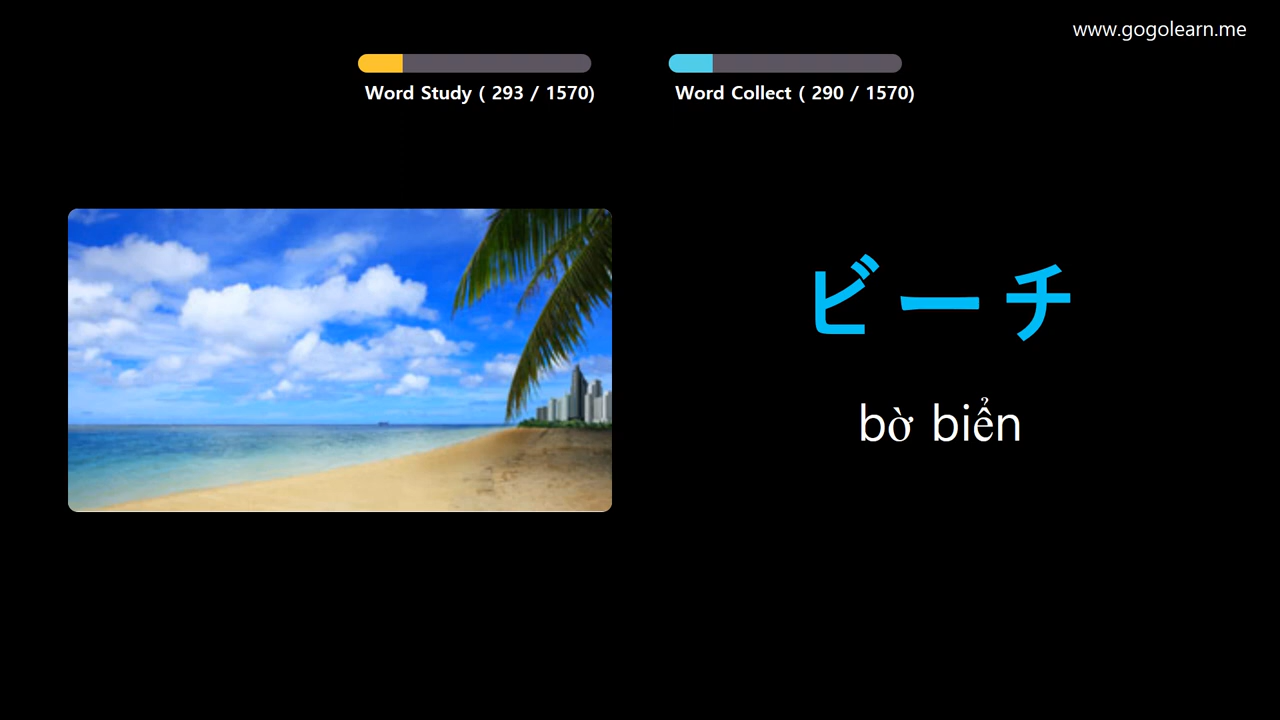 www.gogolearn.me
Word Study ( 293 / 1570)
Word Collect ( 290 / 1570)
ビーチ
bờ biển